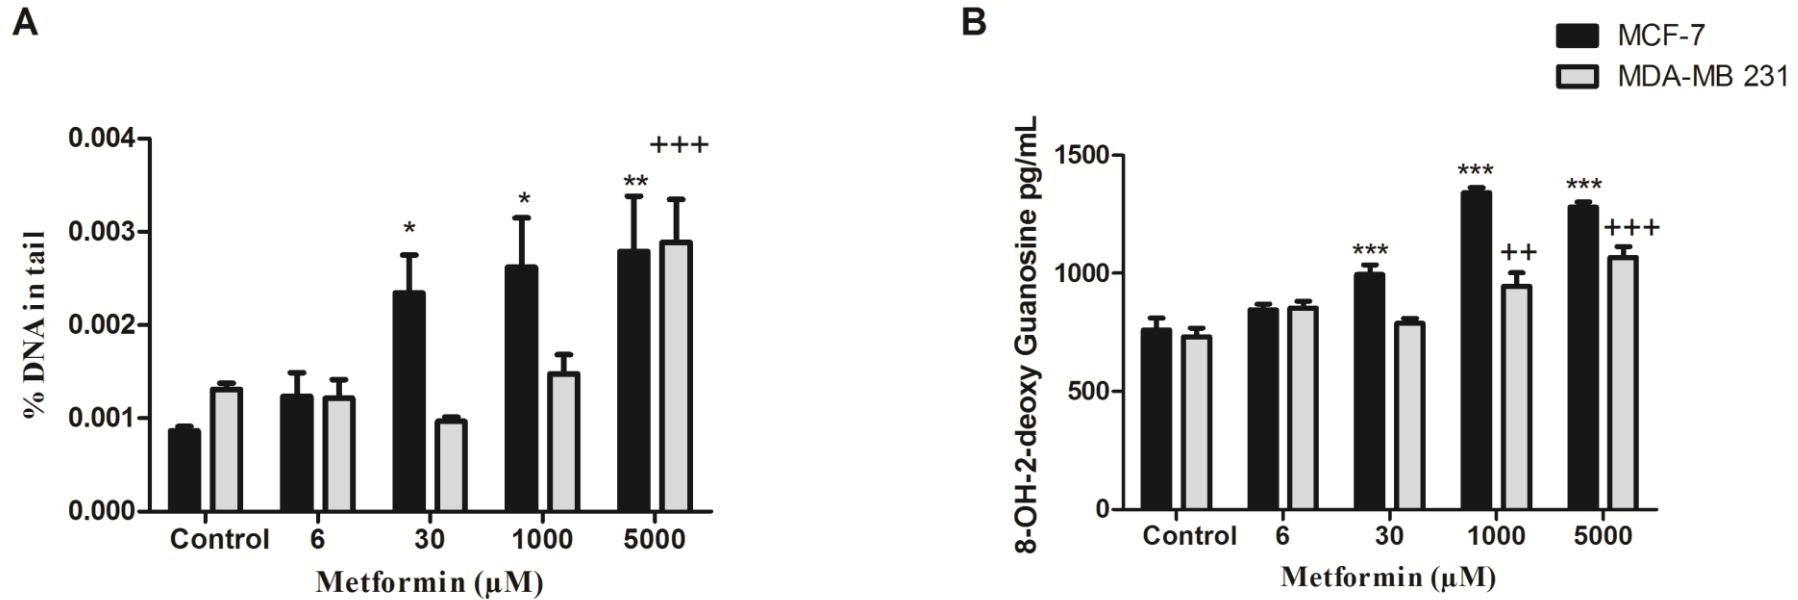 A
% DNA in tail
0.004
0.003
0.002
0.001
0.000
*
*
**
+++
Control 6 30 1000 5000
Metformin (µM)
B
MCF-7
MDA-MB 231
8-OH-2-deoxy Guanosine pg/mL
1500
1000
500
0
***
***
++
***
+++
Control 6 30 1000 5000
Metformin (µM)